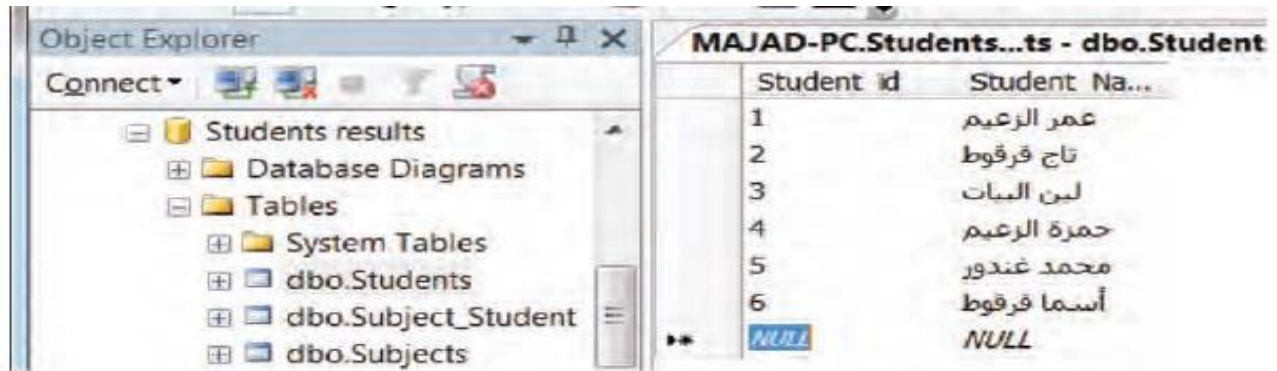 Object Explorer
Connect
Students results
Database Diagrams
Tables
System Tables
dbo.Students
dbo.Subject_Student
dbo.Subjects
MAJAD-PC.Students...ts - dbo.Student
Student id Student Na...
1 عمر الزعيم
2 تاج قرقوط
3 لين البيات
4 حمزة الزعيم
5 محمد غندور
6 أسما قرقوط
NULL NULL